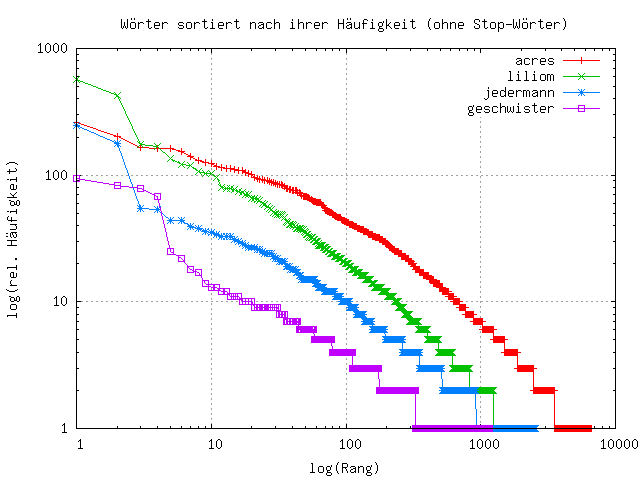 Wörter sortiert nach ihrer Häufigkeit (ohne Stop-Wörter)
1000
acres
liliom
jedermann
geschwister
100
log(rel. Häufigkeit)
10
1
1 10 100 1000 10000
log(Rang)